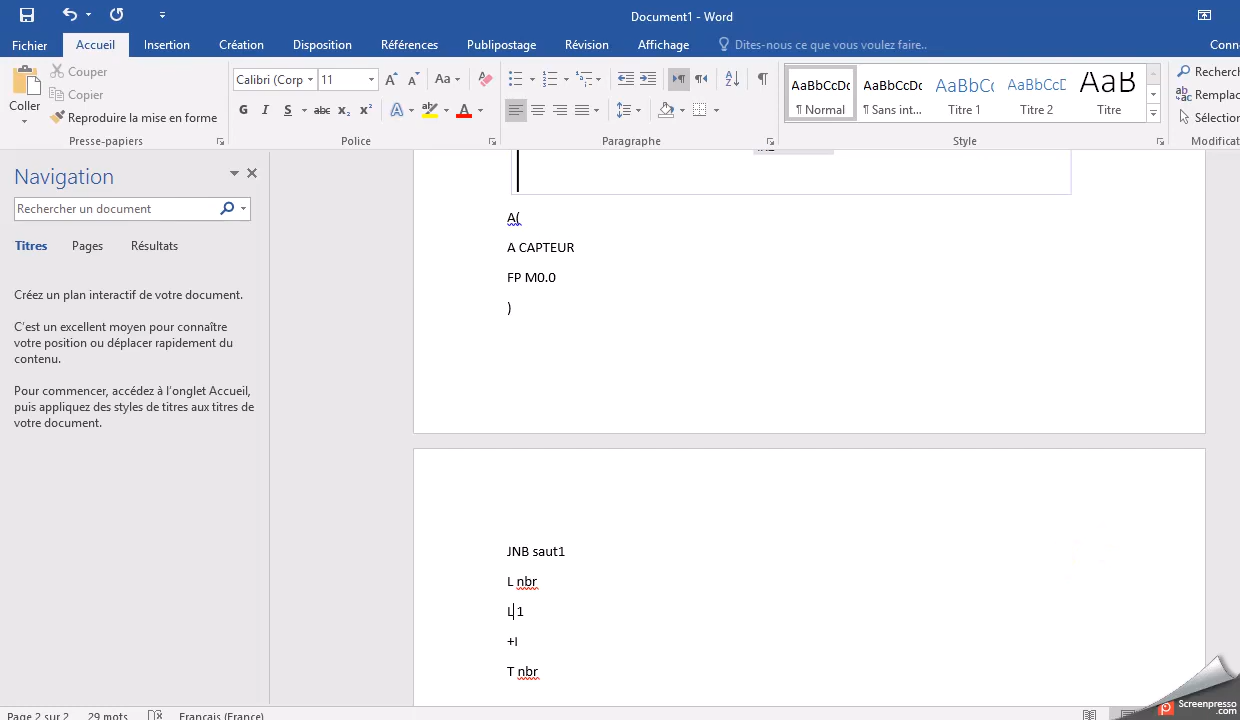 Document1 - Word
Fichier Accueil Insertion Création Disposition Références Publipostage Révision Affichage Dites-nous ce que vous voulez faire.. Conne
Coller
Couper
Copier
Reproduire la mise en forme
Presse-papiers
Calibri (Corp 11
Police
Paragraphe
AaBbCcDc AaBbCcDc AaBbCc AaBbCcD AaB
¶ Normal ¶ Sans int... Titre 1 Titre 2 Titre
Style
Recherch
Remplac
Sélection
Modificat
Navigation
Rechercher un document
Titres Pages Résultats
Créez un plan interactif de votre document.
C'est un excellent moyen pour connaître
votre position ou déplacer rapidement du
contenu.
Pour commencer, accédez à l'onglet Accueil,
puis appliquez des styles de titres aux titres de
votre document.
A(
A CAPTEUR
FP M0.0
)
JNB saut1
L nbr
L 1
+I
T nbr
Page 2 sur 2 29 mots Français (France)
Screenpresso
.com